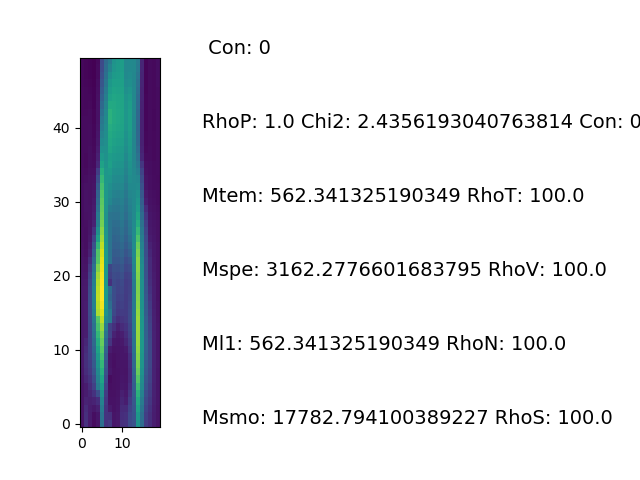 Con: 0
RhoP: 1.0 Chi2: 2.4356193040763814 Con: 0
Mtem: 562.341325190349 RhoT: 100.0
Mspe: 3162.2776601683795 RhoV: 100.0
Ml1: 562.341325190349 RhoN: 100.0
Msmo: 17782.794100389227 RhoS: 100.0
40
30
20
10
0
0 10